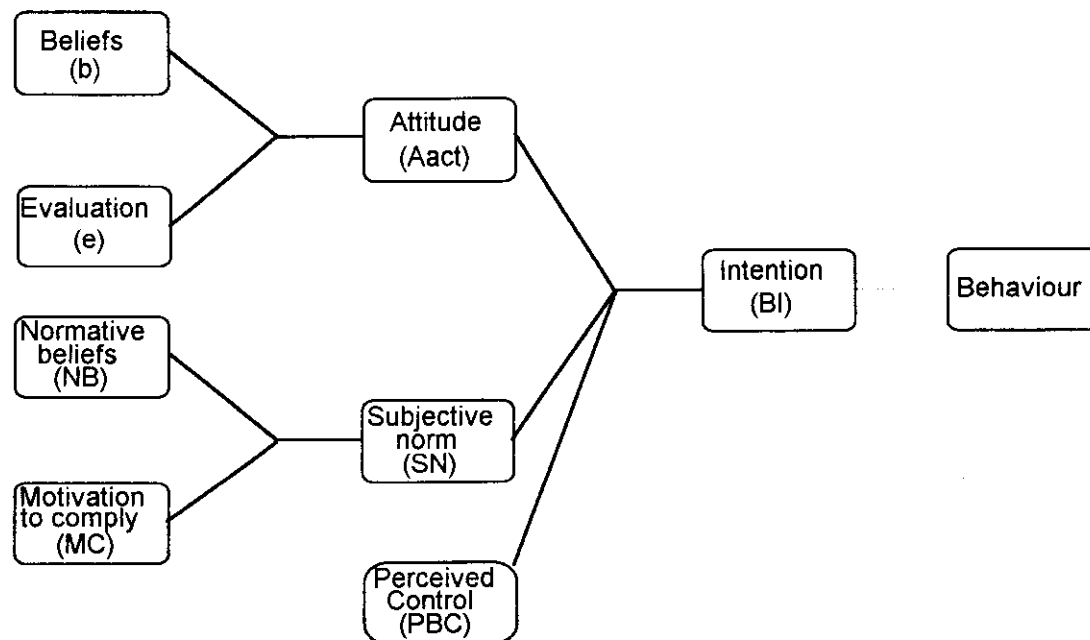 Beliefs
(b)
Evaluation
(e)
Normative
beliefs
(NB)
Motivation
to comply
(MC)
Attitude
(Aact)
Subjective
norm
(SN)
Perceived
Control
(PBC)
Intention
(BI)
Behaviour